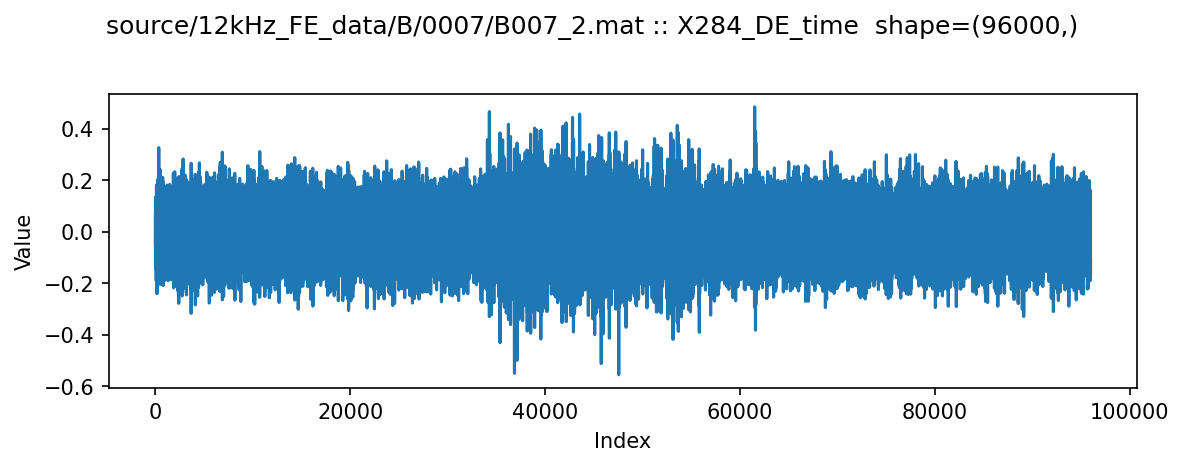 source/12kHz_FE_data/B/0007/B007_2.mat :: X284_DE_time  shape=(96000,)
0.4
0.2
0.0
−0.2
−0.4
−0.6
Value
0 20000 40000 60000 80000 100000
Index